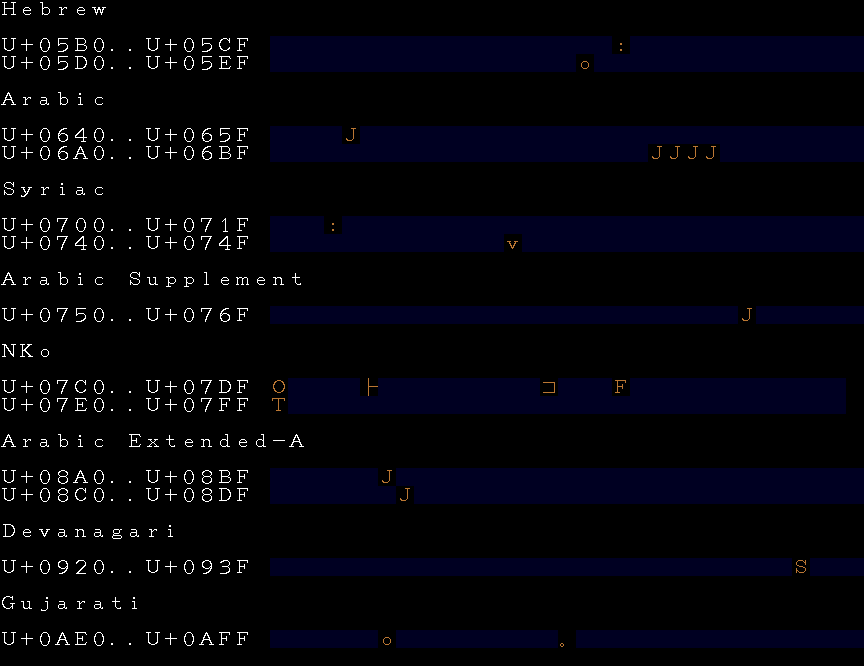 Hebrew
U+05B0..U+05CF :
U+05D0..U+05EF o
Arabic
U+0640..U+065F J
U+06A0..U+06BF JJJJ
Syriac
U+0700..U+071F :
U+0740..U+074F v
Arabic Supplement
U+0750..U+076F J
NKo
U+07C0..U+07DF O ト コ F
U+07E0..U+07FF T
Arabic Extended-A
U+08A0..U+08BF J
U+08C0..U+08DF J
Devanagari
U+0920..U+093F S
Gujarati
U+0AE0..U+0AFF o 。